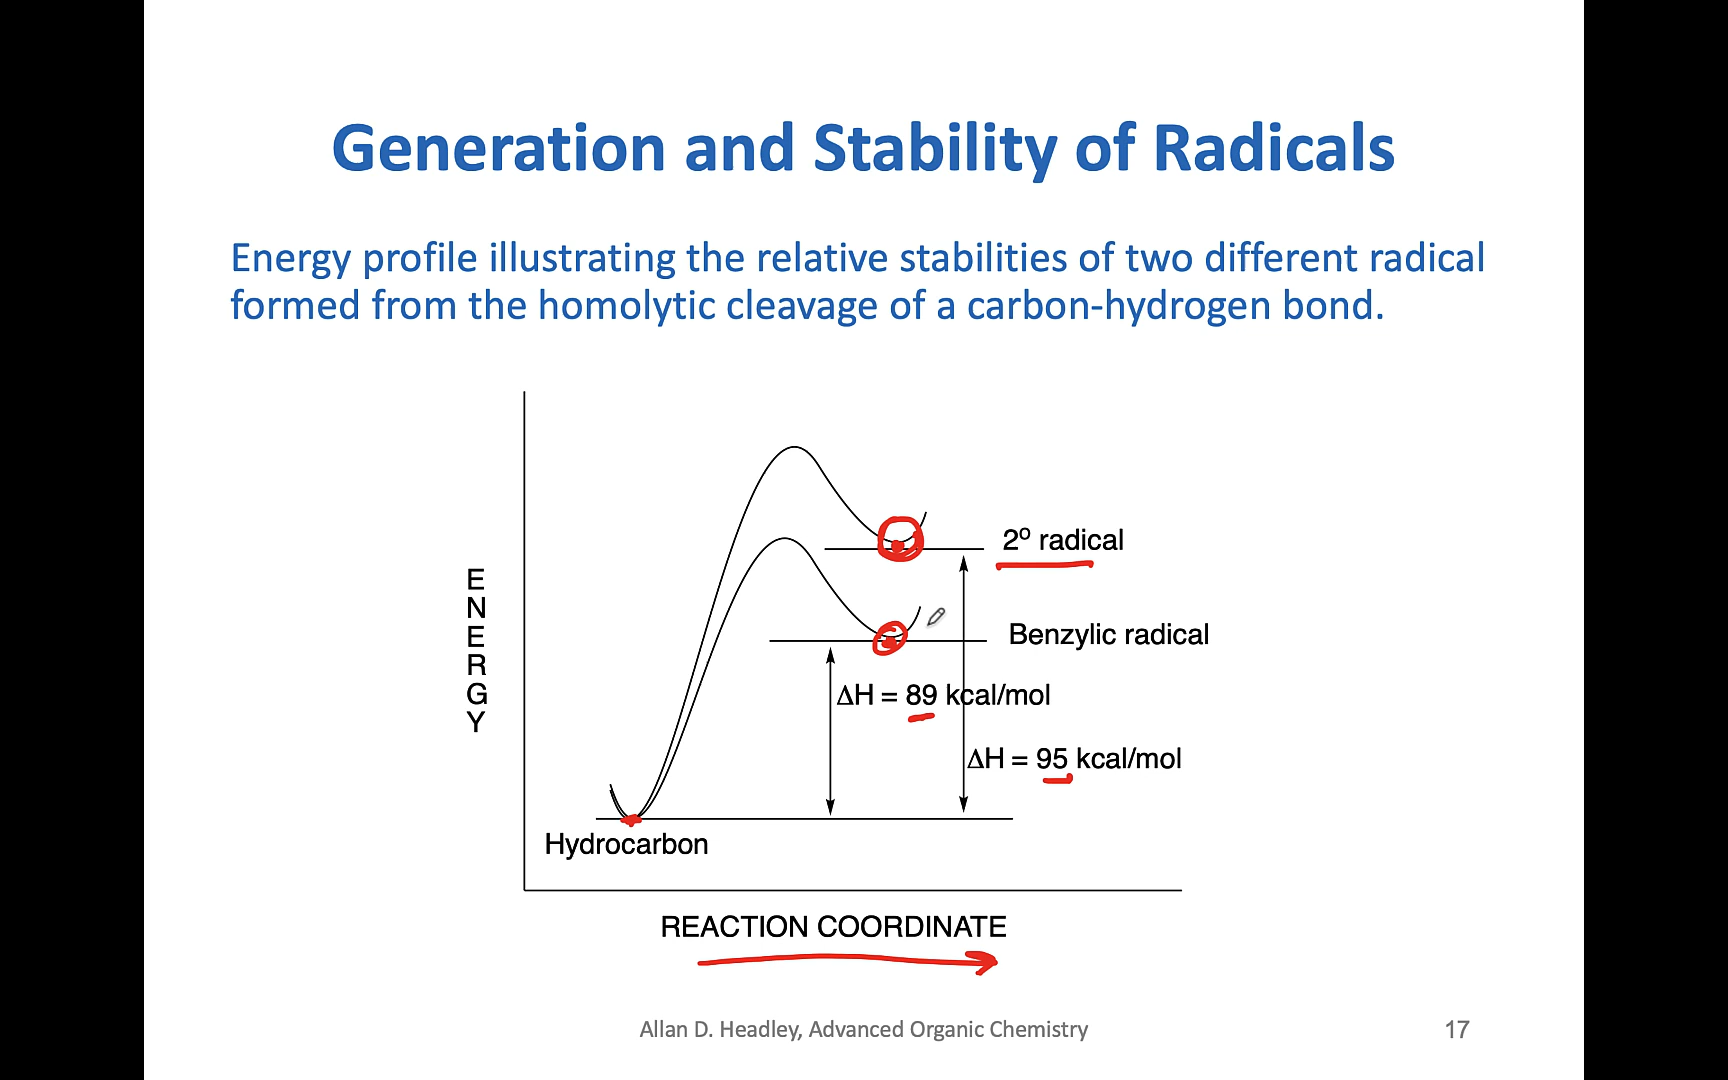 Generation and Stability of Radicals
Energy profile illustrating the relative stabilities of two different radical
formed from the homolytic cleavage of a carbon-hydrogen bond.
E
N
E
R
G
Y
2º radical
Benzylic radical
ΔH = 89 kcal/mol
ΔH = 95 kcal/mol
Hydrocarbon
REACTION COORDINATE
Allan D. Headley, Advanced Organic Chemistry
17